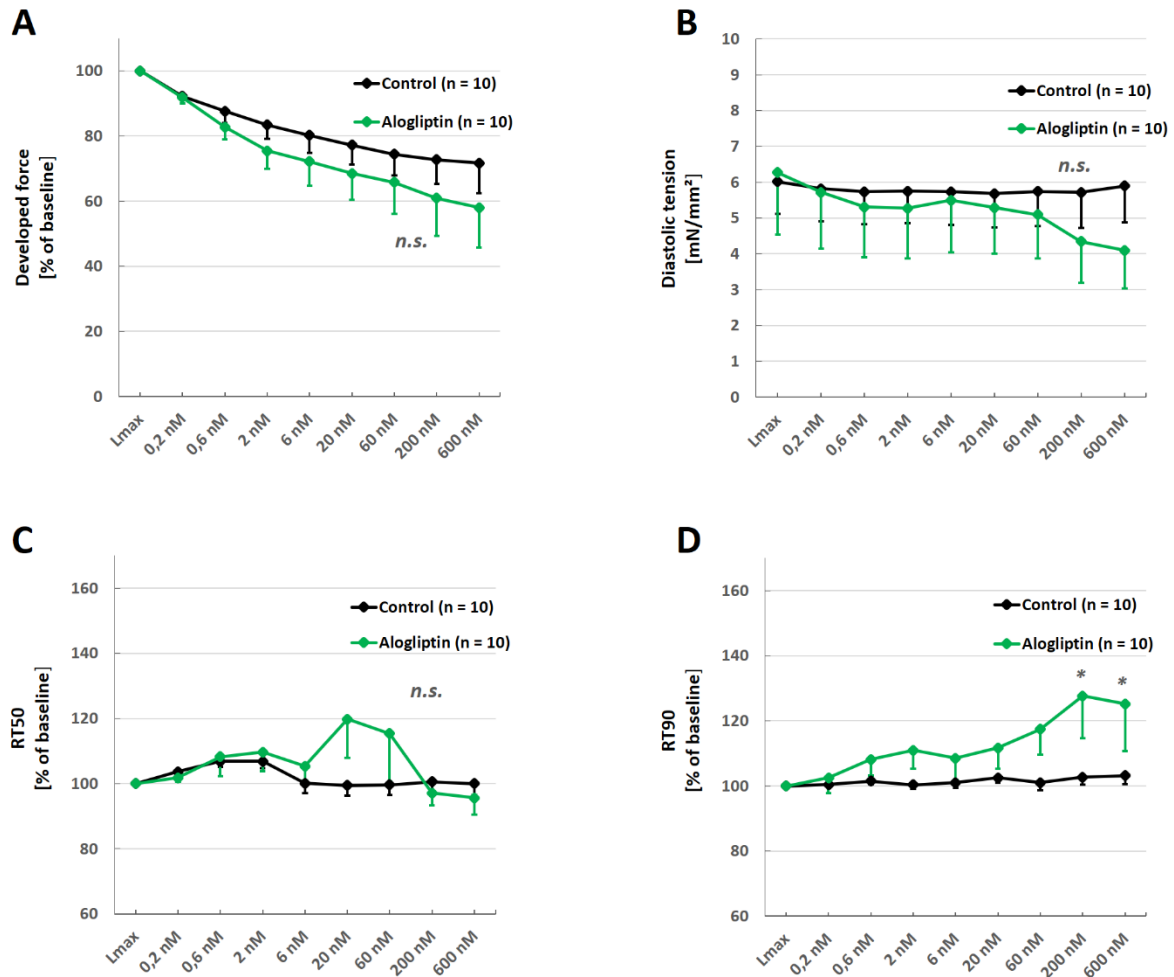 A
Developed force
[% of baseline]
100
80
60
40
20
0
Control (n = 10)
Alogliptin (n = 10)
n.s.
Lmax
0,2 nM
0,6 nM
2 nM
6 nM
20 nM
60 nM
200 nM
600 nM
B
Diastolic tension
[mN/mm²]
10
9
8
7
6
5
4
3
2
1
0
Control (n = 10)
Alogliptin (n = 10)
n.s.
Lmax
0,2 nM
0,6 nM
2 nM
6 nM
20 nM
60 nM
200 nM
600 nM
C
RT50
[% of baseline]
160
140
120
100
80
60
Control (n = 10)
Alogliptin (n = 10)
n.s.
Lmax
0,2 nM
0,6 nM
2 nM
6 nM
20 nM
60 nM
200 nM
600 nM
D
RT90
[% of baseline]
160
140
120
100
80
60
Control (n = 10)
Alogliptin (n = 10)
* *
Lmax
0,2 nM
0,6 nM
2 nM
6 nM
20 nM
60 nM
200 nM
600 nM